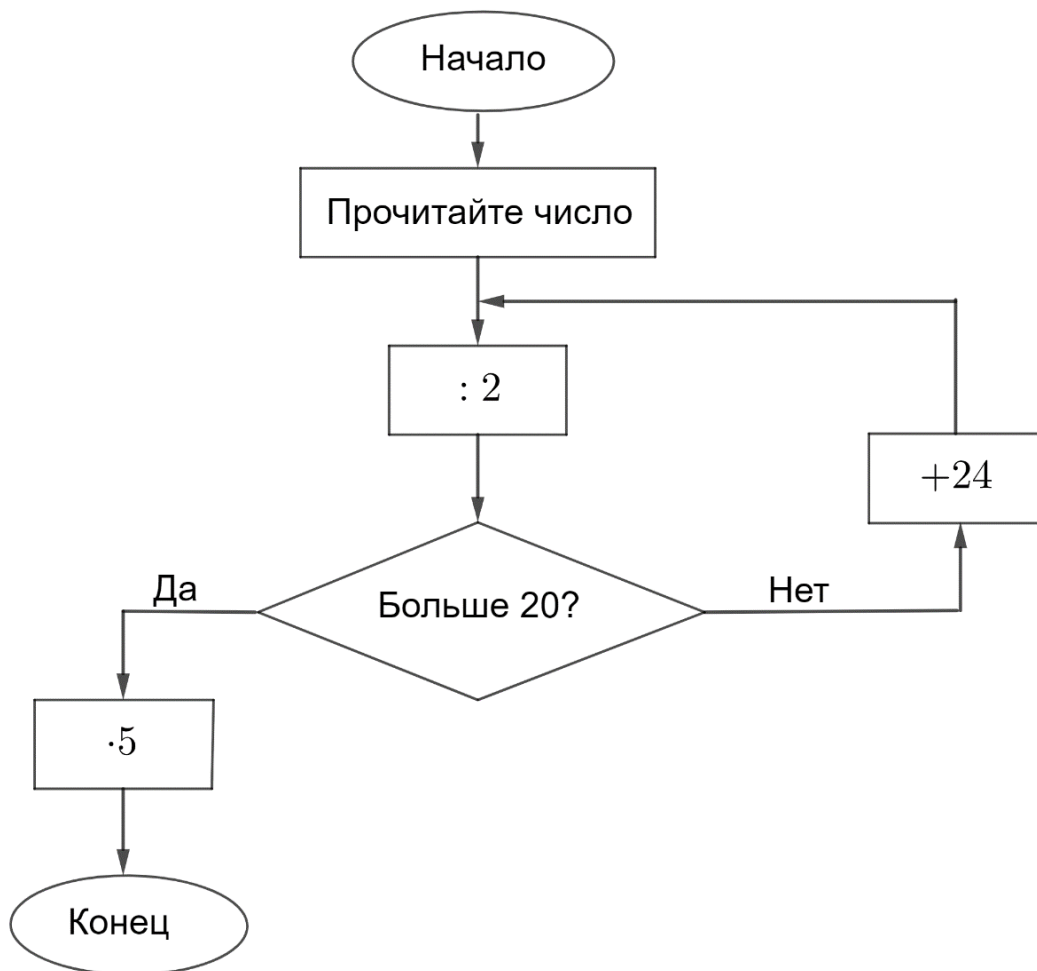 Начало
Прочитайте число
: 2
+24
Больше 20?
Да
Нет
·5
Конец